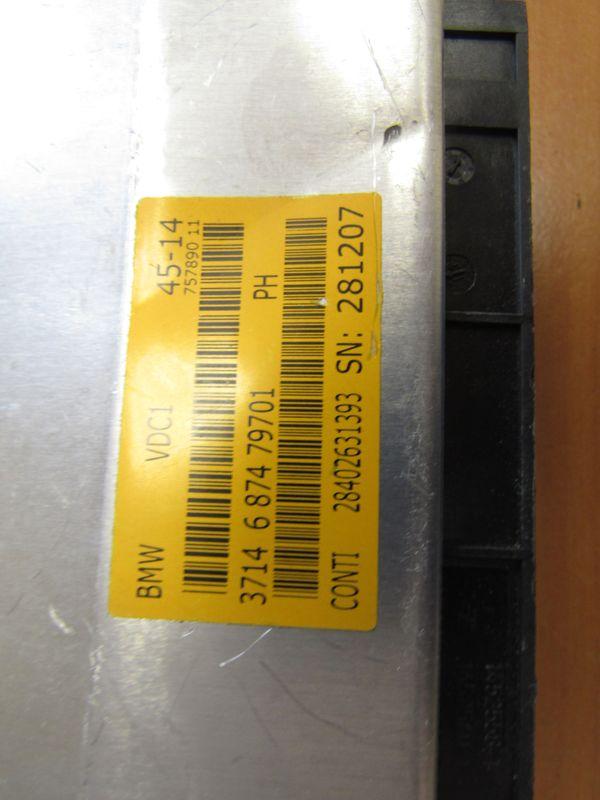 BMW VDC1 45-14
757890 11
3714 6 874 79701 PH
CONTI 28402631393 SN: 281207